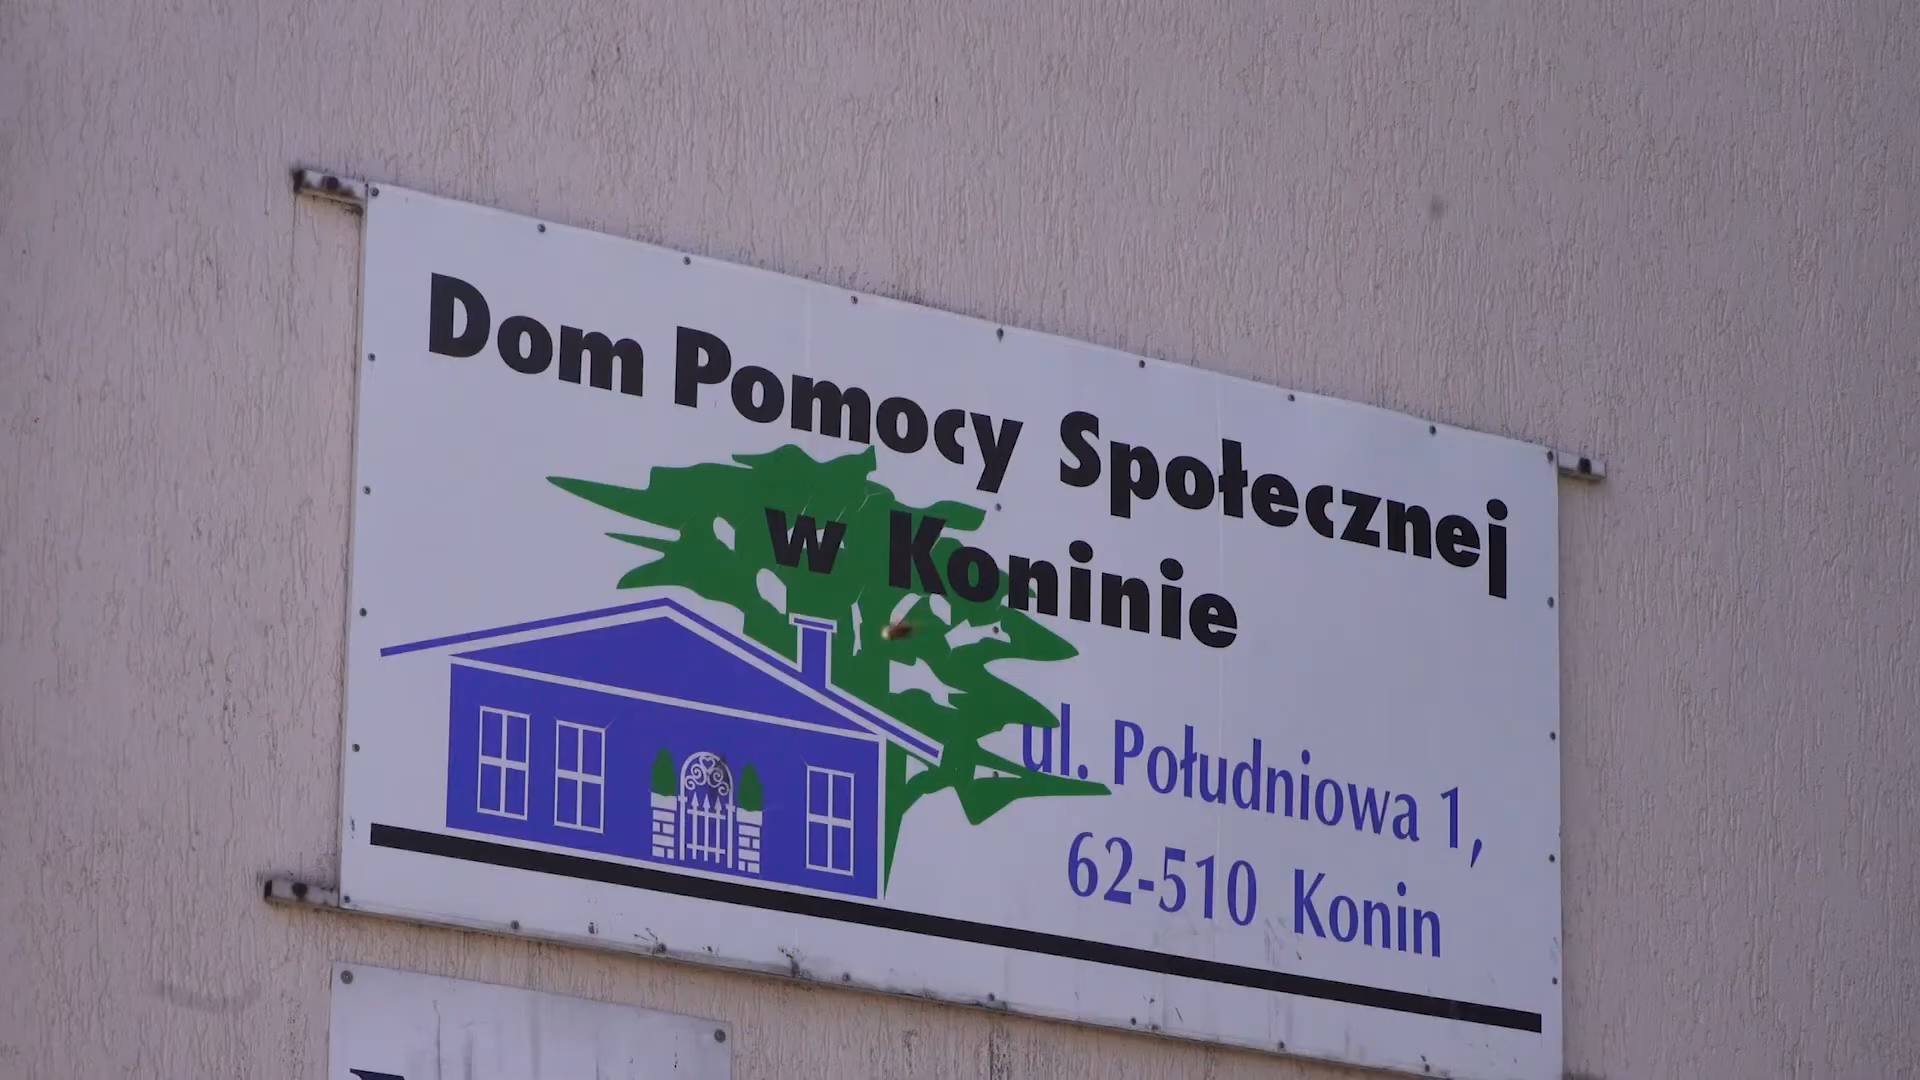 Dom Pomocy Społecznej
w Koninie
ul. Południowa 1,
62-510 Konin